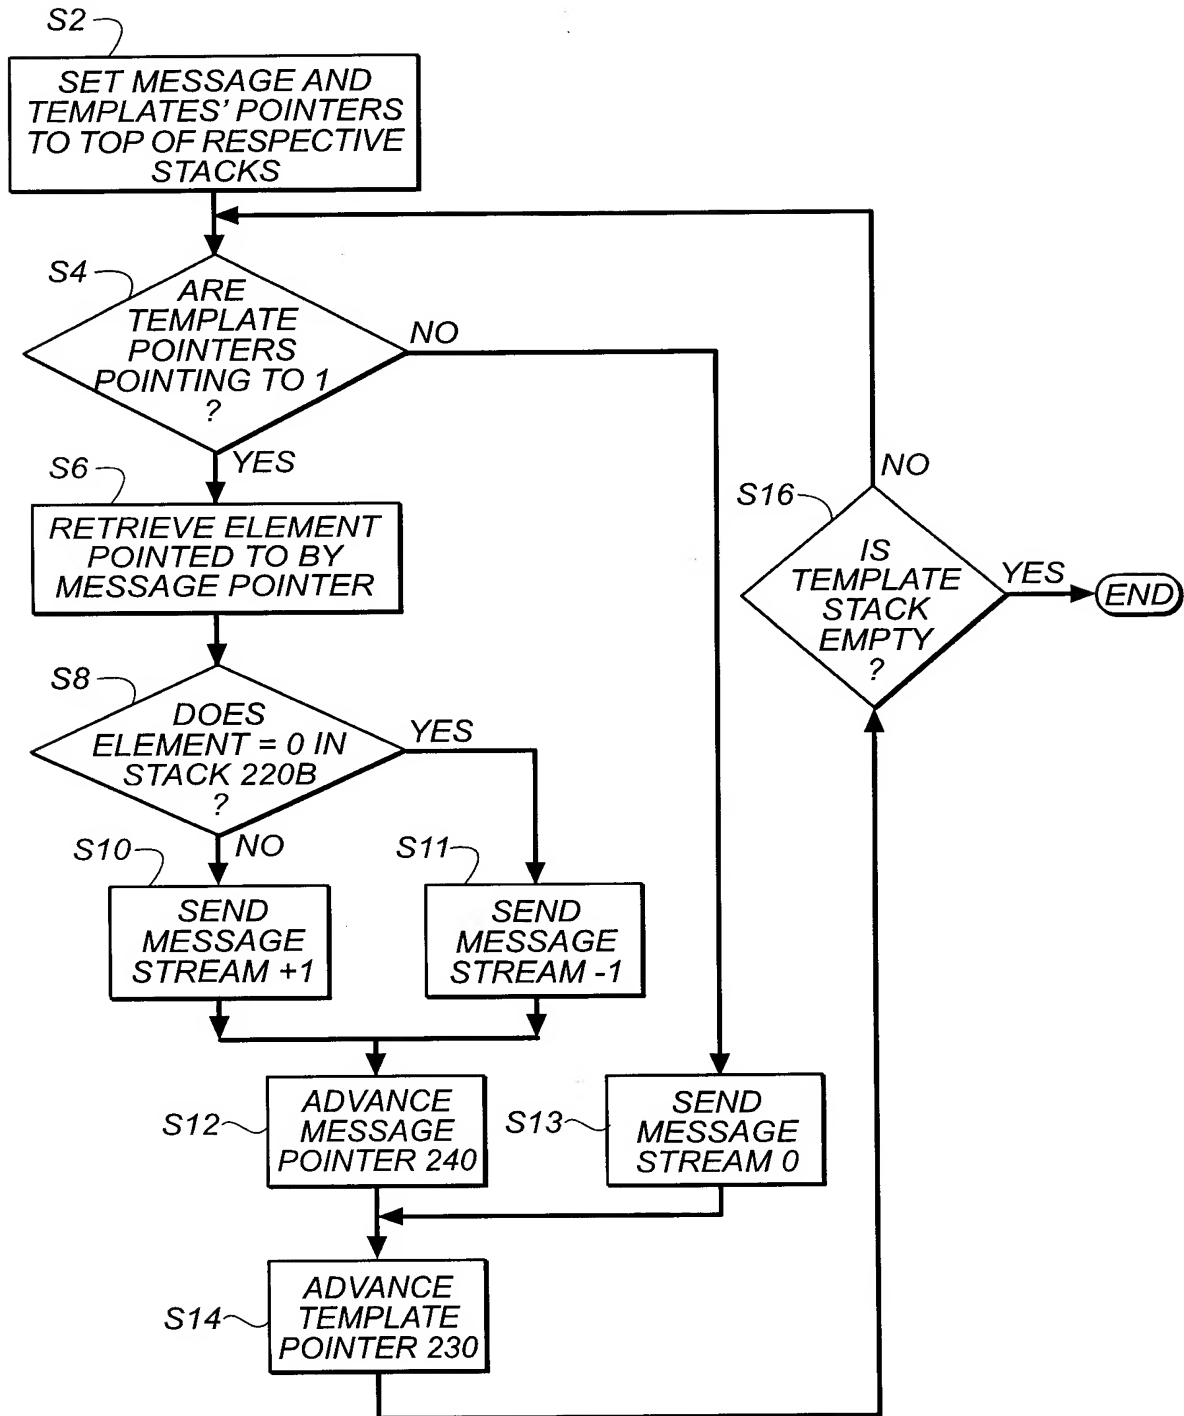 S2
SET MESSAGE AND
TEMPLATES' POINTERS
TO TOP OF RESPECTIVE
STACKS
S4
ARE
TEMPLATE
POINTERS
POINTING TO 1
?
NO
YES
S6
RETRIEVE ELEMENT
POINTED TO BY
MESSAGE POINTER
S8
DOES
ELEMENT = 0 IN
STACK 220B
?
YES
NO
S10
SEND
MESSAGE
STREAM +1
S11
SEND
MESSAGE
STREAM -1
S12
ADVANCE
MESSAGE
POINTER 240
S13
SEND
MESSAGE
STREAM 0
S14
ADVANCE
TEMPLATE
POINTER 230
S16
IS
TEMPLATE
STACK
EMPTY
?
NO
YES
END